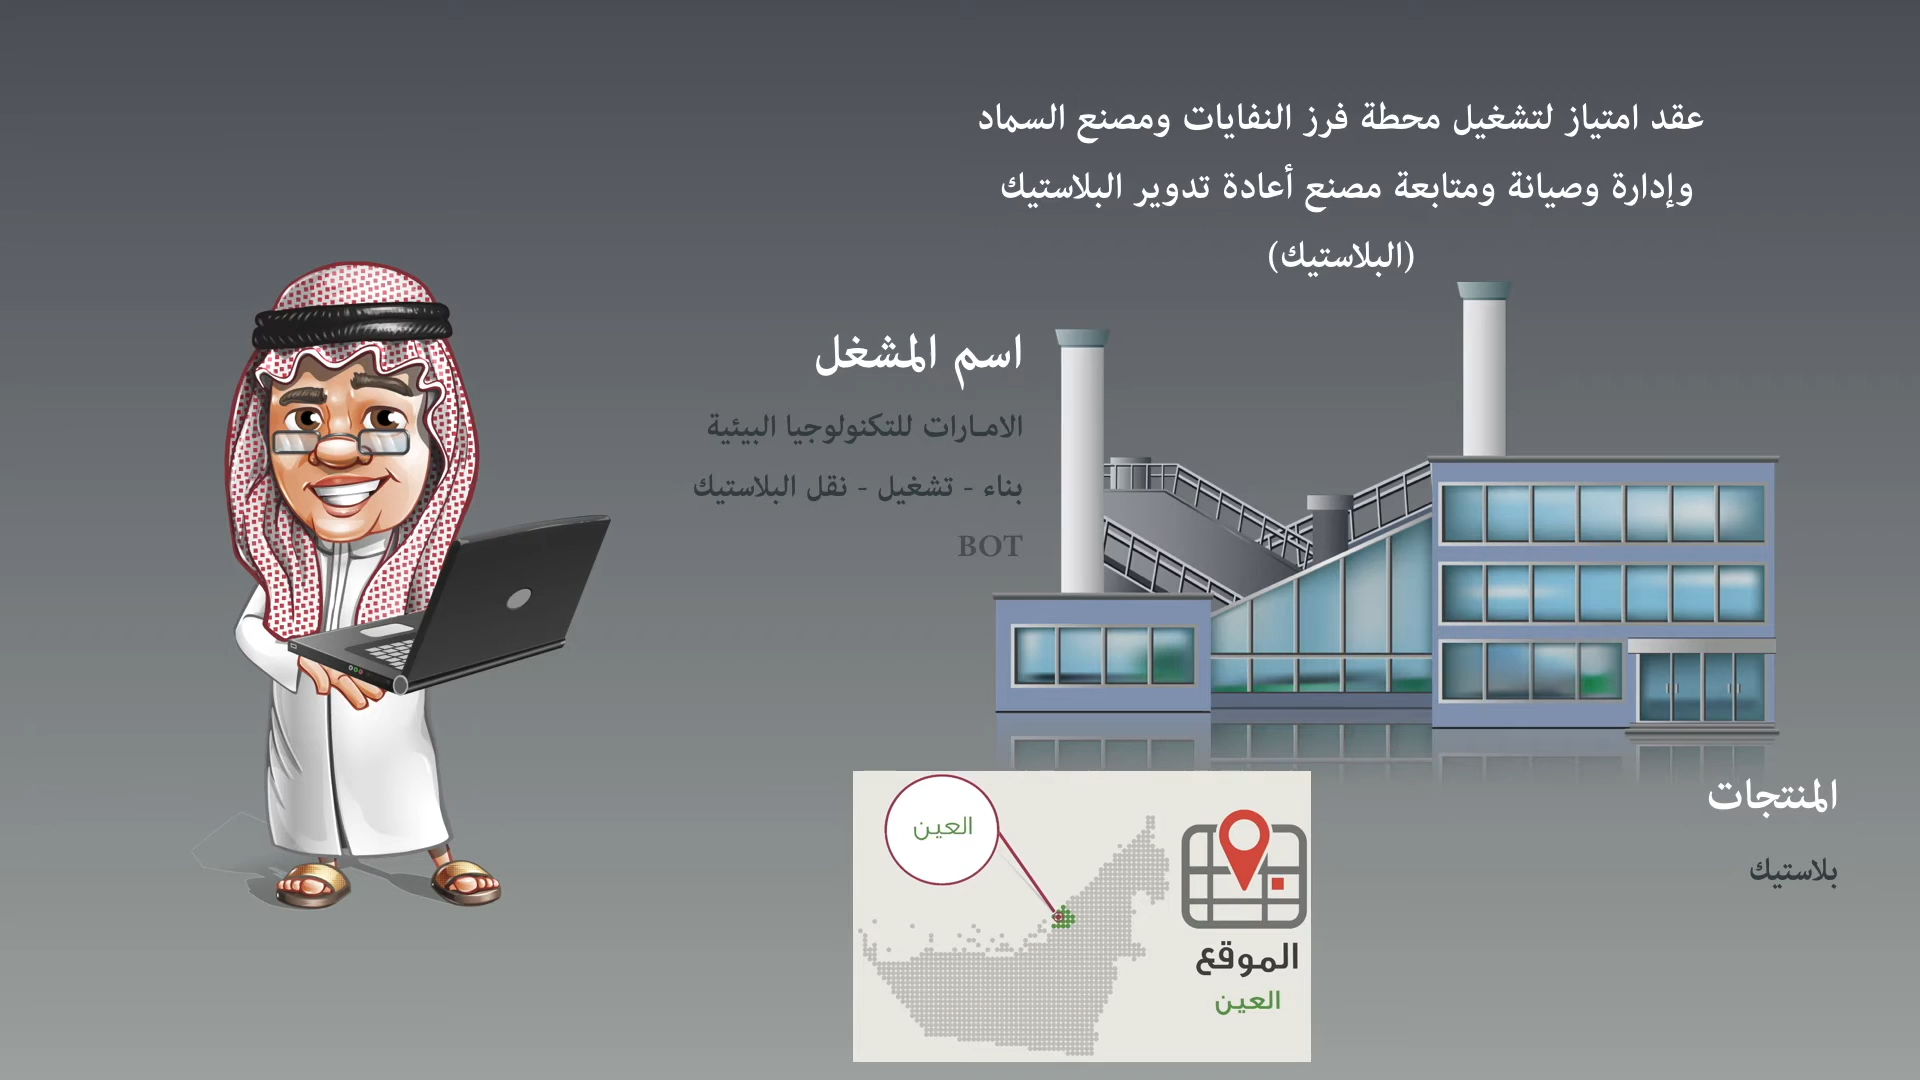 عقد امتياز لتشغيل محطة فرز النفايات ومصنع السماد
وإدارة وصيانة ومتابعة مصنع أعادة تدوير البلاستيك
(البلاستيك)
اسم المشغل
الامارات للتكنولوجيا البيئية
بناء - تشغيل - نقل البلاستيك
BOT
المنتجات
بلاستيك
العين
الموقع
العين